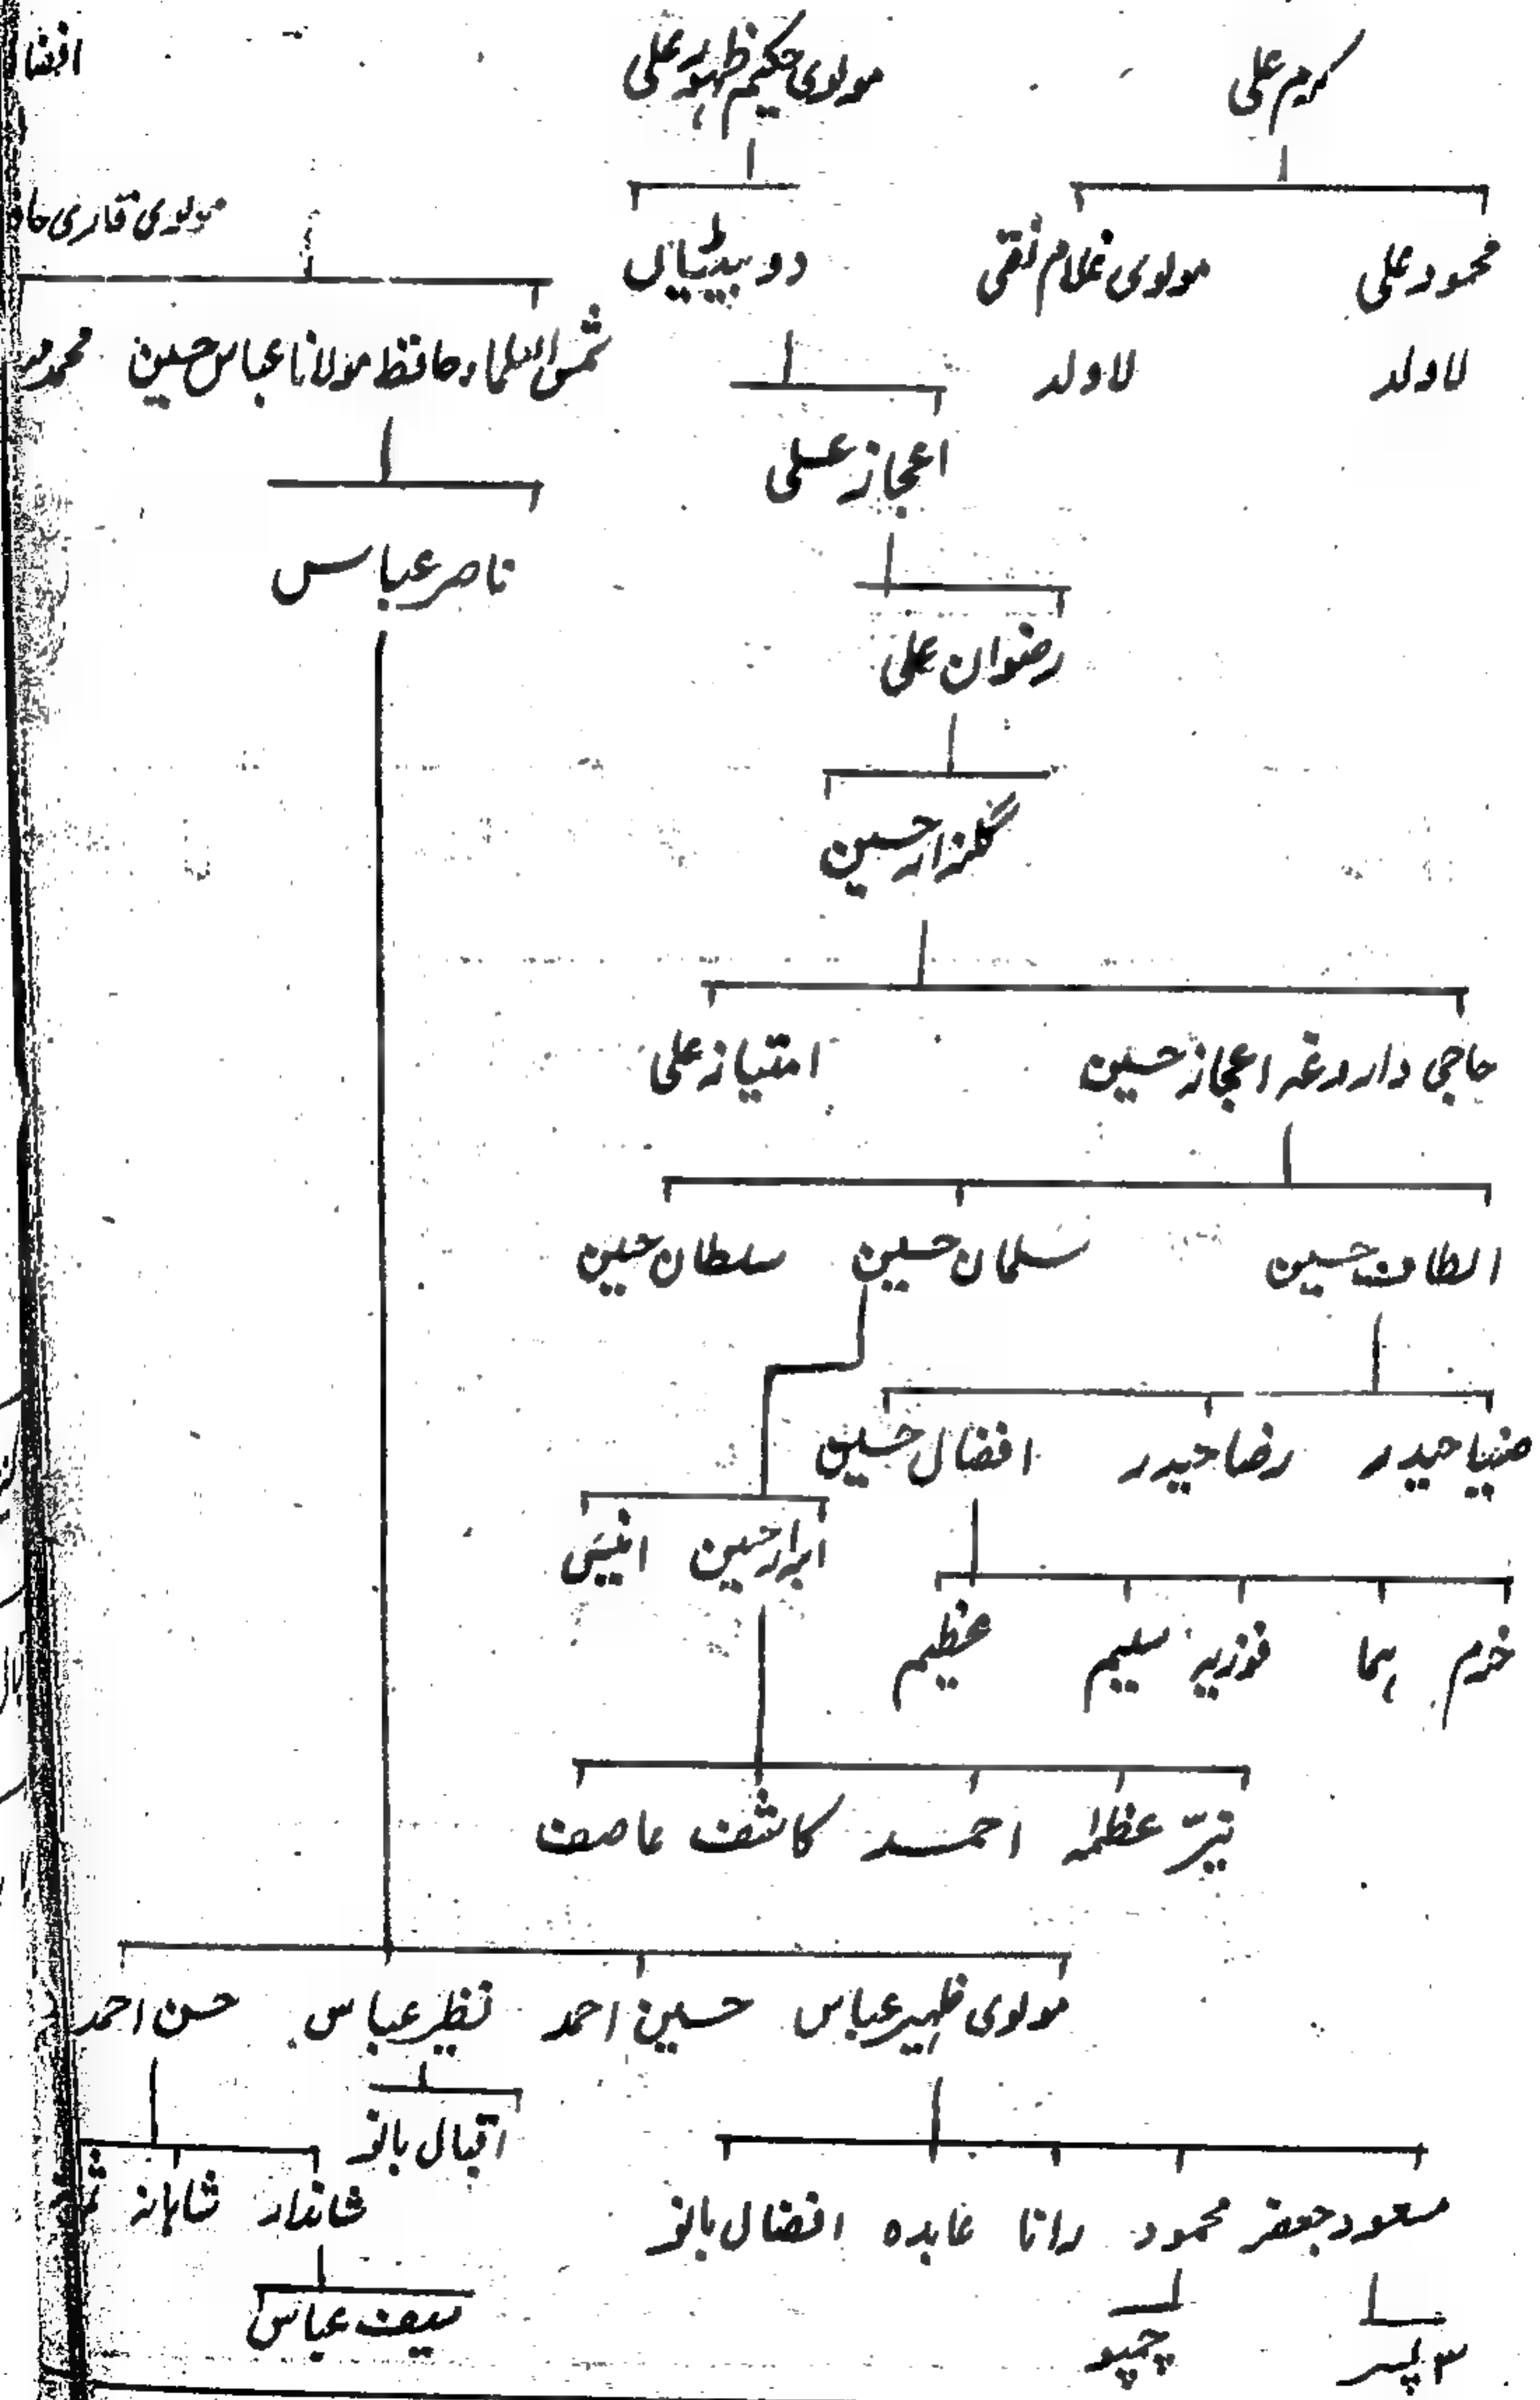 کرم علی مولوی حکیم ظہور علی
محمود علی مولوی غلام نقی دو بیٹیاں مولوی قاری
لاولد لاولد شمس العلماء حافظ مولانا عباس حسین
اعجاز علی
ناصر عباس
رضوان علی
گلزار حسین
حاجی داروغہ اعجاز حسین امتیاز علی
الطاف حسین سلمان حسین سلطان حسین
ضیا حیدر رضا حیدر افضال حسین
ابرار حسین انیس
خرم ہما فوزیہ سلیم عظیم
نیّر عظمہ احمد کاشف عاصف
مولوی ظہیر عباس حسین احمد نظر عباس حسن احمد
اقبال بانو
مسعود جعفر محمود رانا عابدہ افضال بانو شاندار شاہانہ
سیف عباس
۳ پسر چمپو